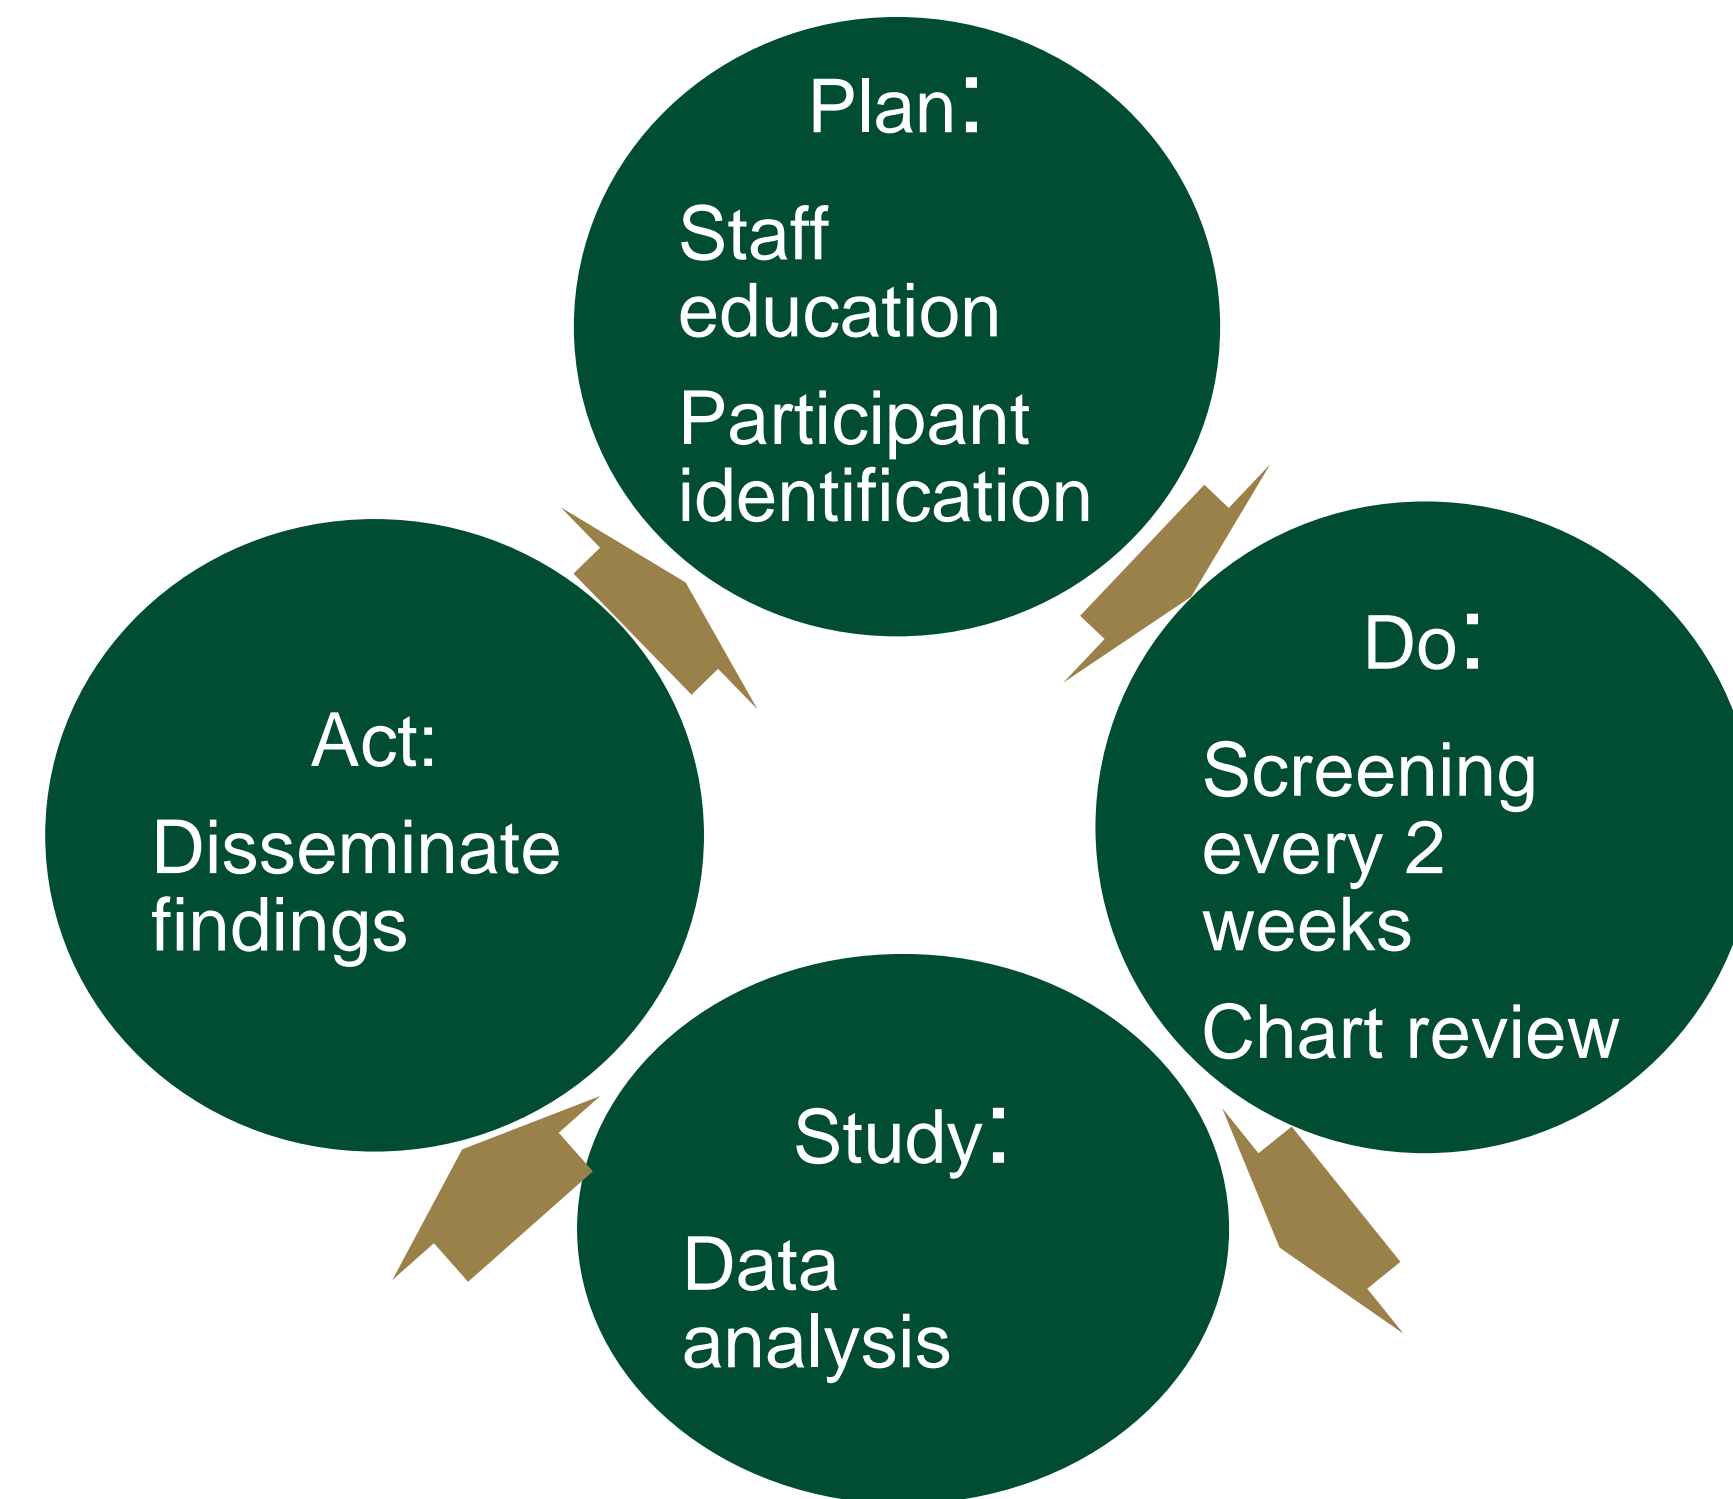 Plan:
Staff
education
Participant
identification
Do:
Screening
every 2
weeks
Chart review
Study:
Data
analysis
Act:
Disseminate
findings